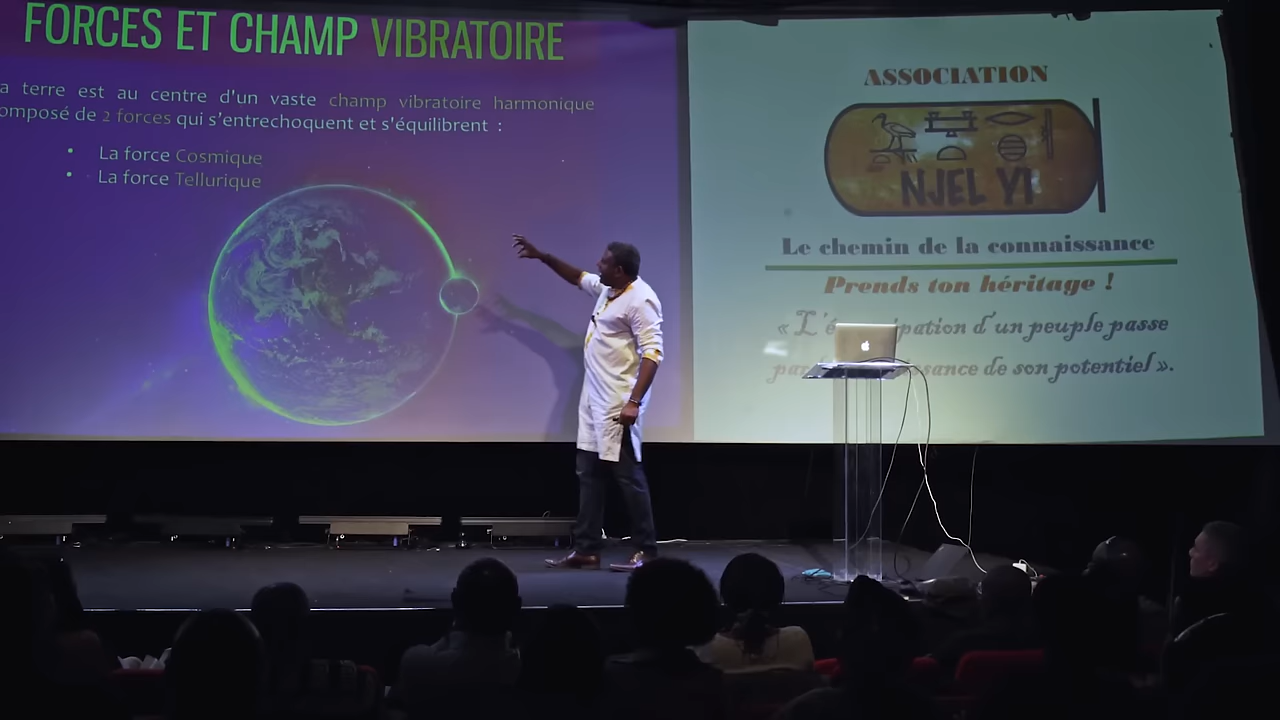 FORCES ET CHAMP VIBRATOIRE
a terre est au centre d'un vaste champ vibratoire harmonique
omposé de 2 forces qui s'entrechoquent et s'équilibrent :
• La force Cosmique
• La force Tellurique
ASSOCIATION
NJEL YI
Le chemin de la connaissance
Prends ton héritage !
« L'é ipation d'un peuple passe
pa sance de son potentiel ».